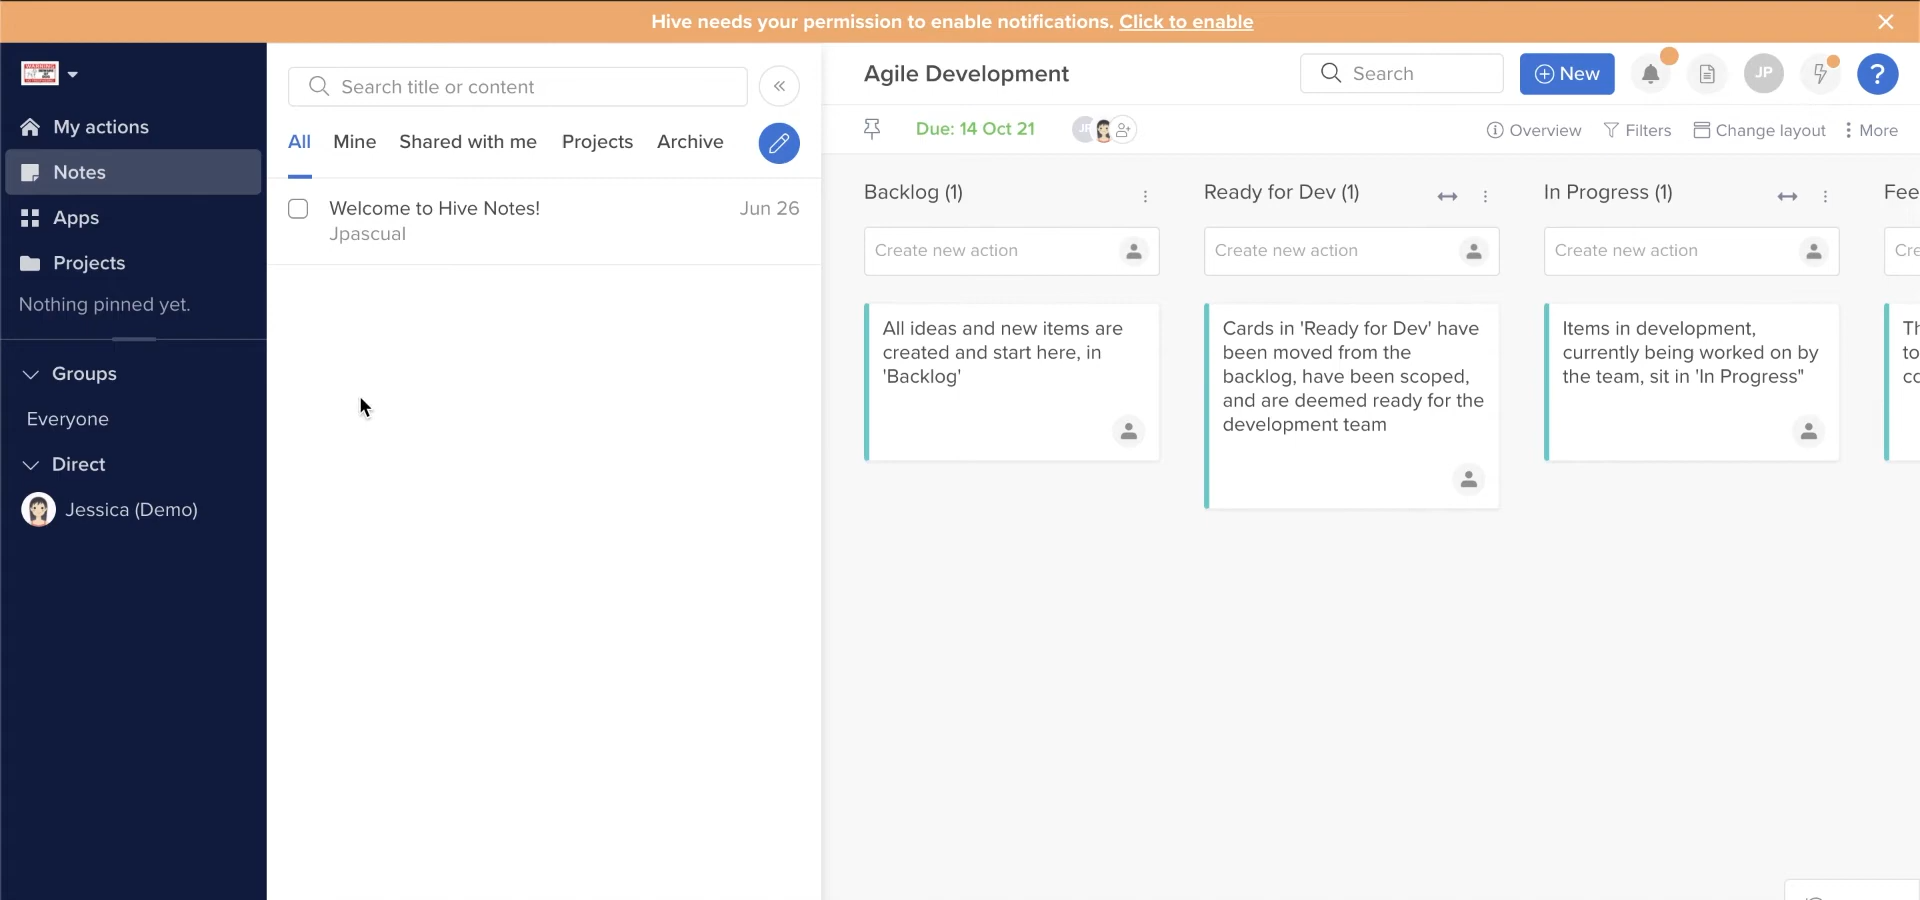 Hive needs your permission to enable notifications. Click to enable
My actions
Notes
Apps
Projects
Nothing pinned yet.
Groups
Everyone
Direct
Jessica (Demo)
Search title or content
All
Mine
Shared with me
Projects
Archive
Welcome to Hive Notes!
Jun 26
Jpascual
Agile Development
Search
New
JP
?
Due: 14 Oct 21
JP
Overview
Filters
Change layout
More
Backlog (1)
Create new action
All ideas and new items are
created and start here, in
'Backlog'
Ready for Dev (1)
Create new action
Cards in 'Ready for Dev' have
been moved from the
backlog, have been scoped,
and are deemed ready for the
development team
In Progress (1)
Create new action
Items in development,
currently being worked on by
the team, sit in 'In Progress"
Fee
Cre
Th
to
co